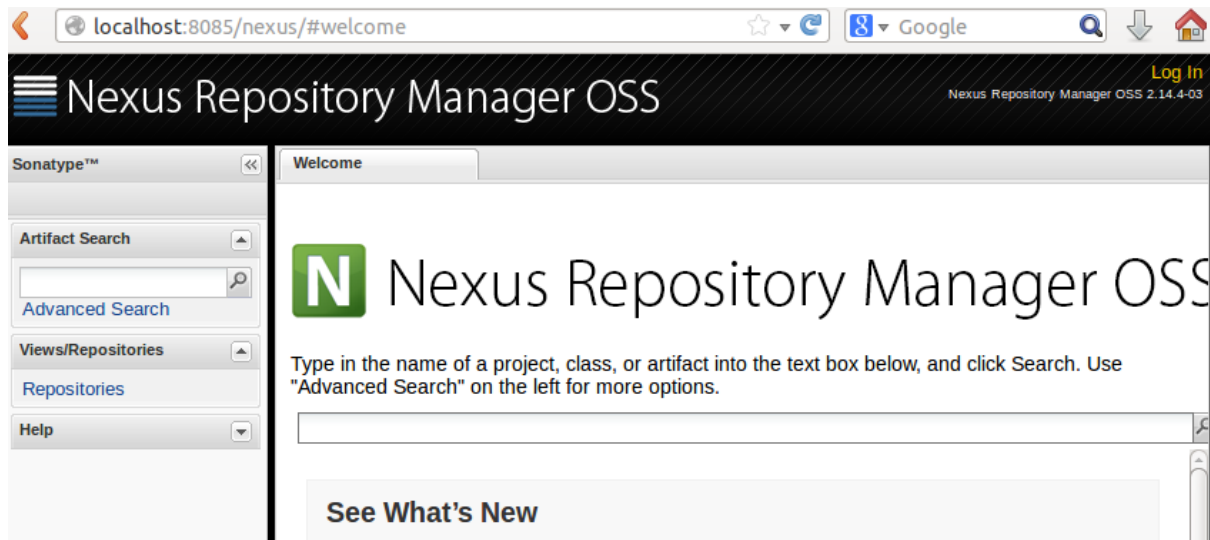 localhost:8085/nexus/#welcome
8 Google
Nexus Repository Manager OSS
Log In
Nexus Repository Manager OSS 2.14.4-03
Sonatype™
Welcome
Artifact Search
Advanced Search
Views/Repositories
Repositories
Help
N Nexus Repository Manager OSS
Type in the name of a project, class, or artifact into the text box below, and click Search. Use
"Advanced Search" on the left for more options.
See What's New